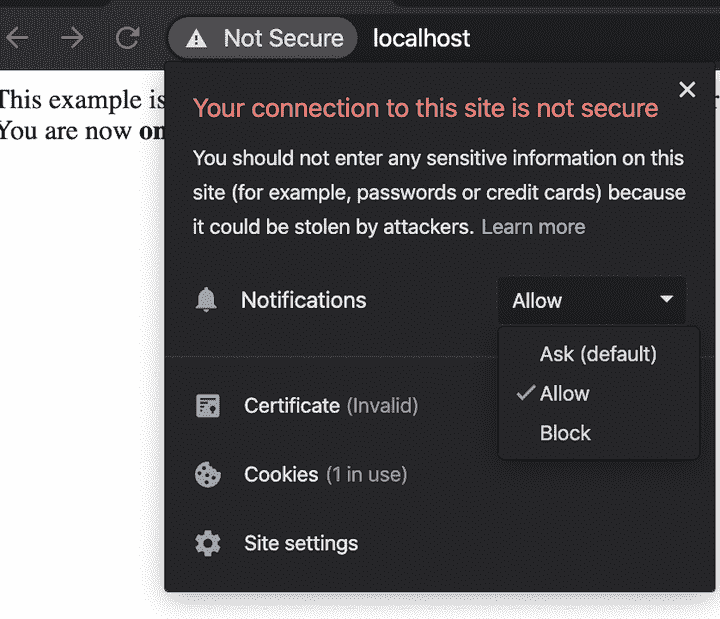 Not Secure localhost
This example is
You are now on
Your connection to this site is not secure
You should not enter any sensitive information on this
site (for example, passwords or credit cards) because
it could be stolen by attackers. Learn more
Notifications Allow
Ask (default)
Allow
Block
Certificate (Invalid)
Cookies (1 in use)
Site settings